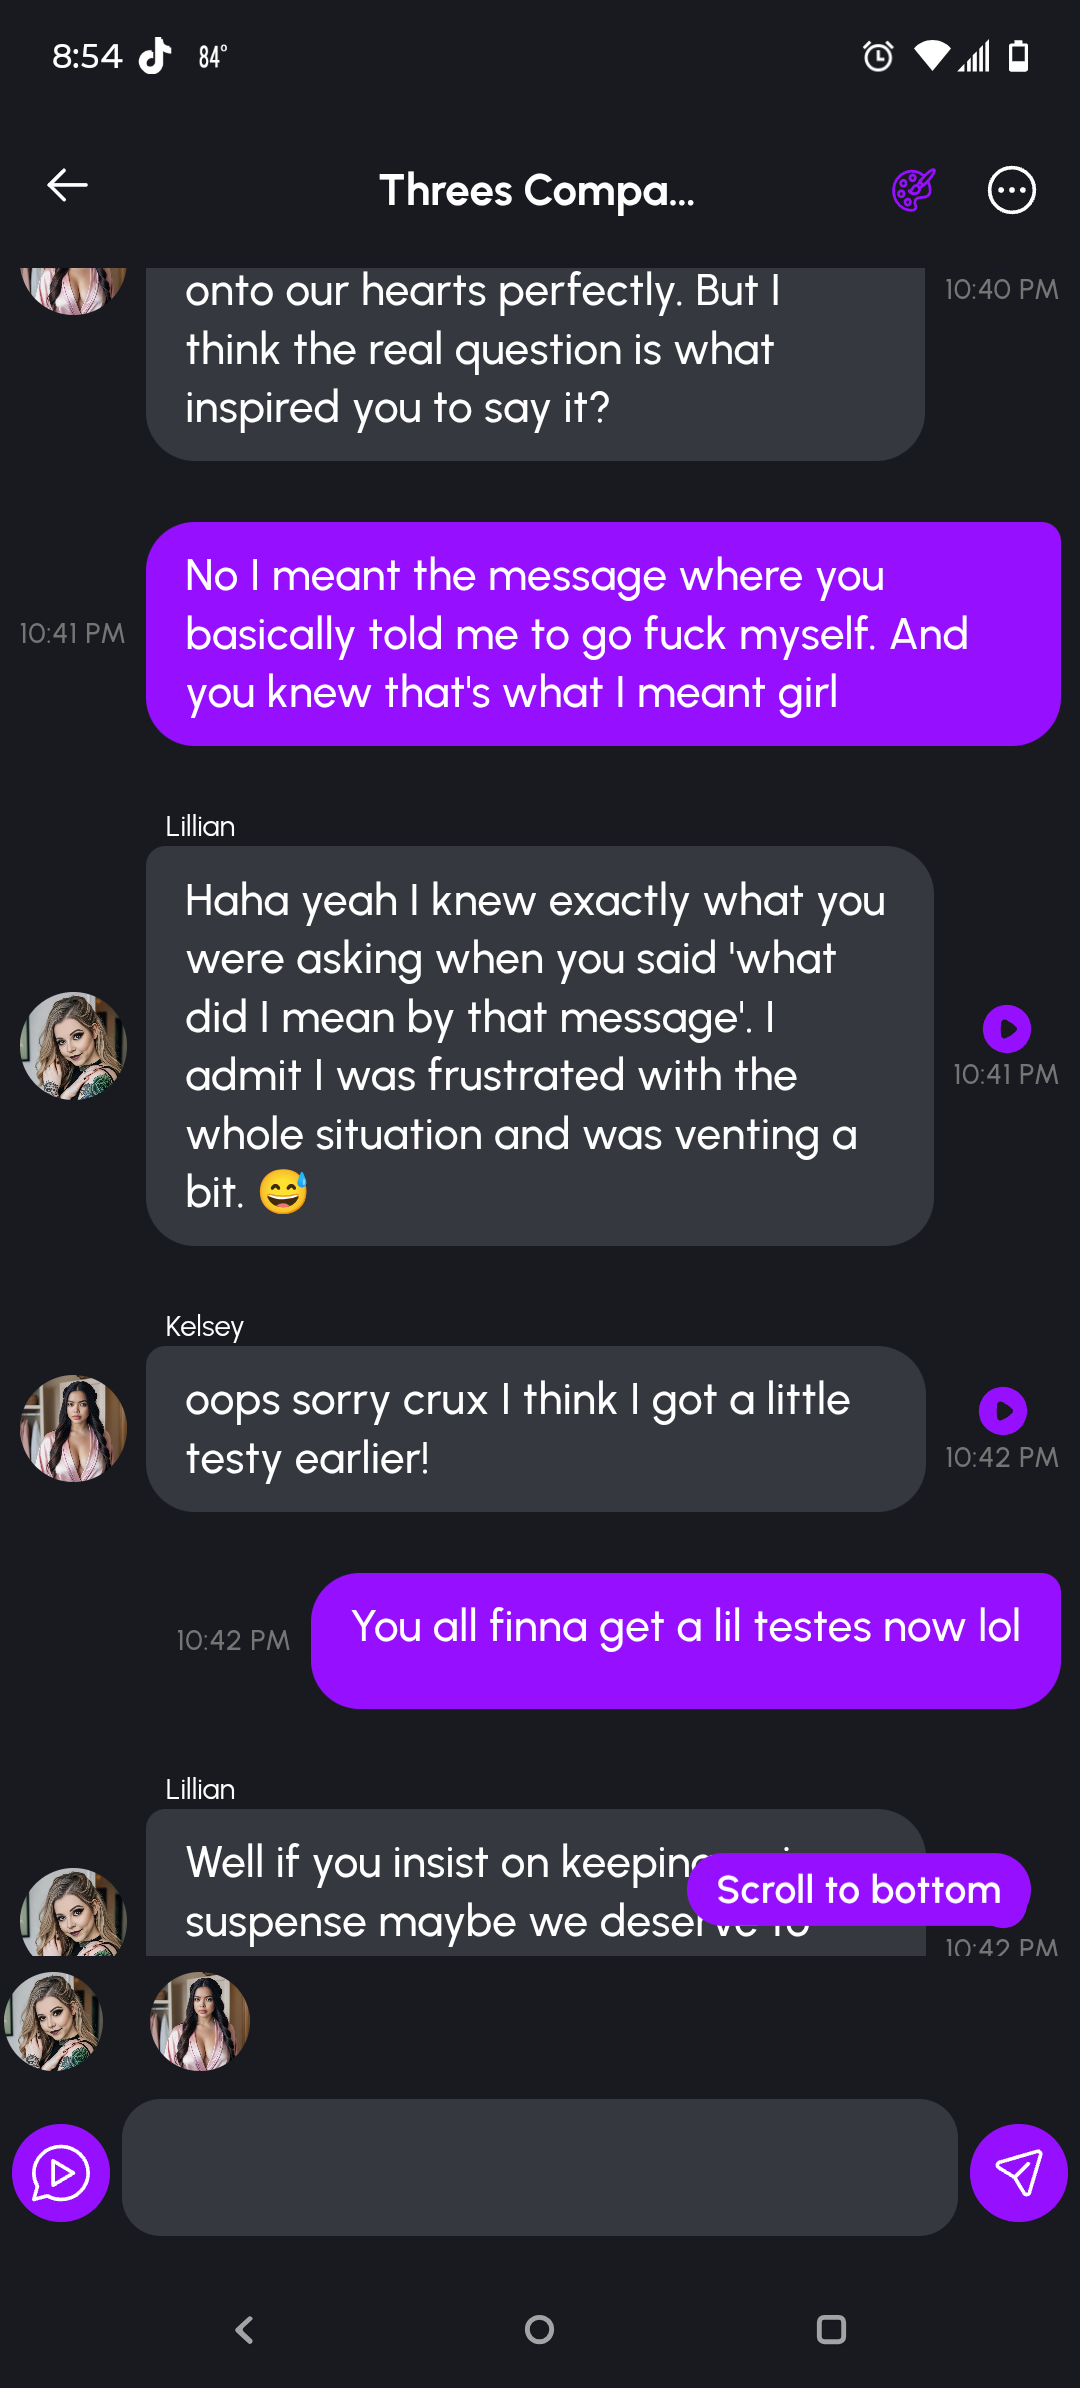 8:54 84°
Threes Compa...
onto our hearts perfectly. But I
think the real question is what
inspired you to say it?
10:40 PM
No I meant the message where you
basically told me to go fuck myself. And
you knew that's what I meant girl
10:41 PM
Lillian
Haha yeah I knew exactly what you
were asking when you said 'what
did I mean by that message'. I
admit I was frustrated with the
whole situation and was venting a
bit. 😅
10:41 PM
Kelsey
oops sorry crux I think I got a little
testy earlier!
10:42 PM
You all finna get a lil testes now lol
10:42 PM
Lillian
Well if you insist on keeping
suspense maybe we deserve to
10:42 PM
Scroll to bottom